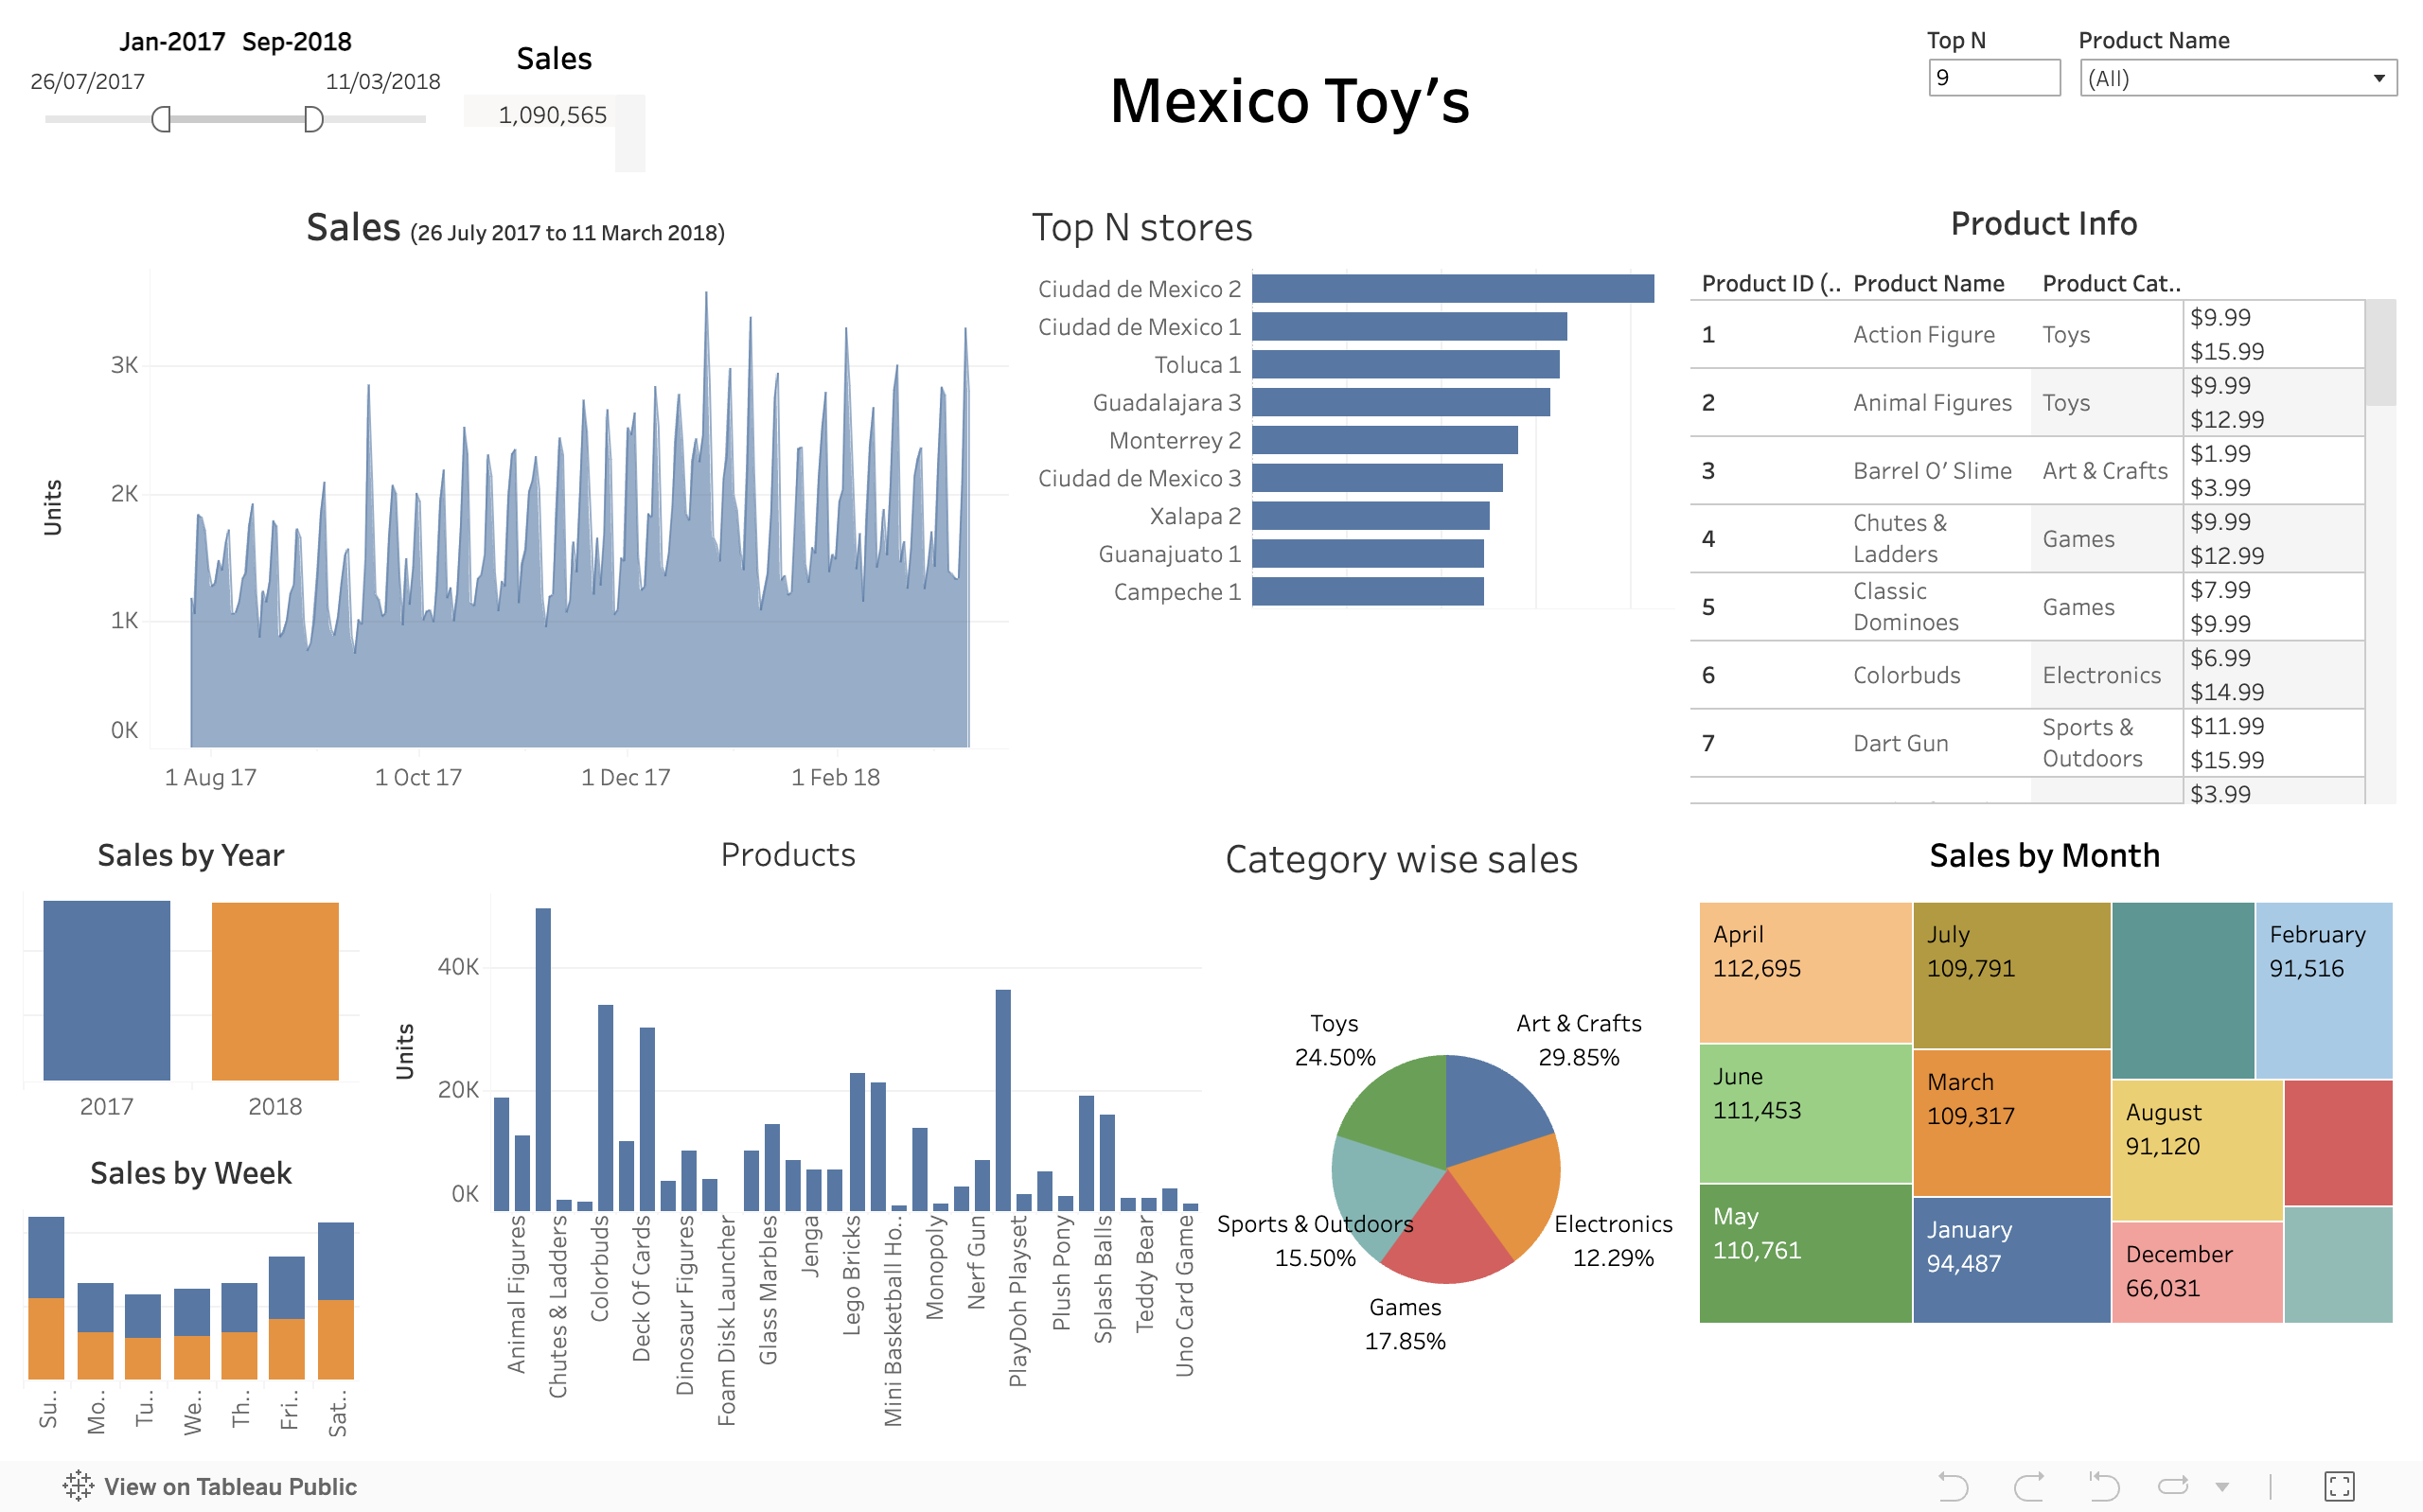 Jan-2017 Sep-2018
26/07/2017 11/03/2018
Sales
1,090,565
Mexico Toy's
Top N
9
Product Name
(All)
Sales (26 July 2017 to 11 March 2018)
Units
3K
2K
1K
0K
1 Aug 17 1 Oct 17 1 Dec 17 1 Feb 18
Top N stores
Ciudad de Mexico 2
Ciudad de Mexico 1
Toluca 1
Guadalajara 3
Monterrey 2
Ciudad de Mexico 3
Xalapa 2
Guanajuato 1
Campeche 1
Product Info
Product ID (.. Product Name Product Cat..
1 Action Figure Toys $9.99
$15.99
2 Animal Figures Toys $9.99
$12.99
3 Barrel O' Slime Art & Crafts $1.99
$3.99
4 Chutes & Ladders Games $9.99
$12.99
5 Classic Dominoes Games $7.99
$9.99
6 Colorbuds Electronics $6.99
$14.99
7 Dart Gun Sports & Outdoors $11.99
$15.99
$3.99
Sales by Year
2017 2018
Sales by Week
Su..
Mo..
Tu..
We..
Th..
Fri..
Sat..
Products
Units
40K
20K
0K
Animal Figures
Chutes & Ladders
Colorbuds
Deck Of Cards
Dinosaur Figures
Foam Disk Launcher
Glass Marbles
Jenga
Lego Bricks
Mini Basketball Ho..
Monopoly
Nerf Gun
PlayDoh Playset
Plush Pony
Splash Balls
Teddy Bear
Uno Card Game
Category wise sales
Toys
24.50%
Art & Crafts
29.85%
Sports & Outdoors
15.50%
Electronics
12.29%
Games
17.85%
Sales by Month
April
112,695
June
111,453
May
110,761
July
109,791
March
109,317
January
94,487
February
91,516
August
91,120
December
66,031
View on Tableau Public